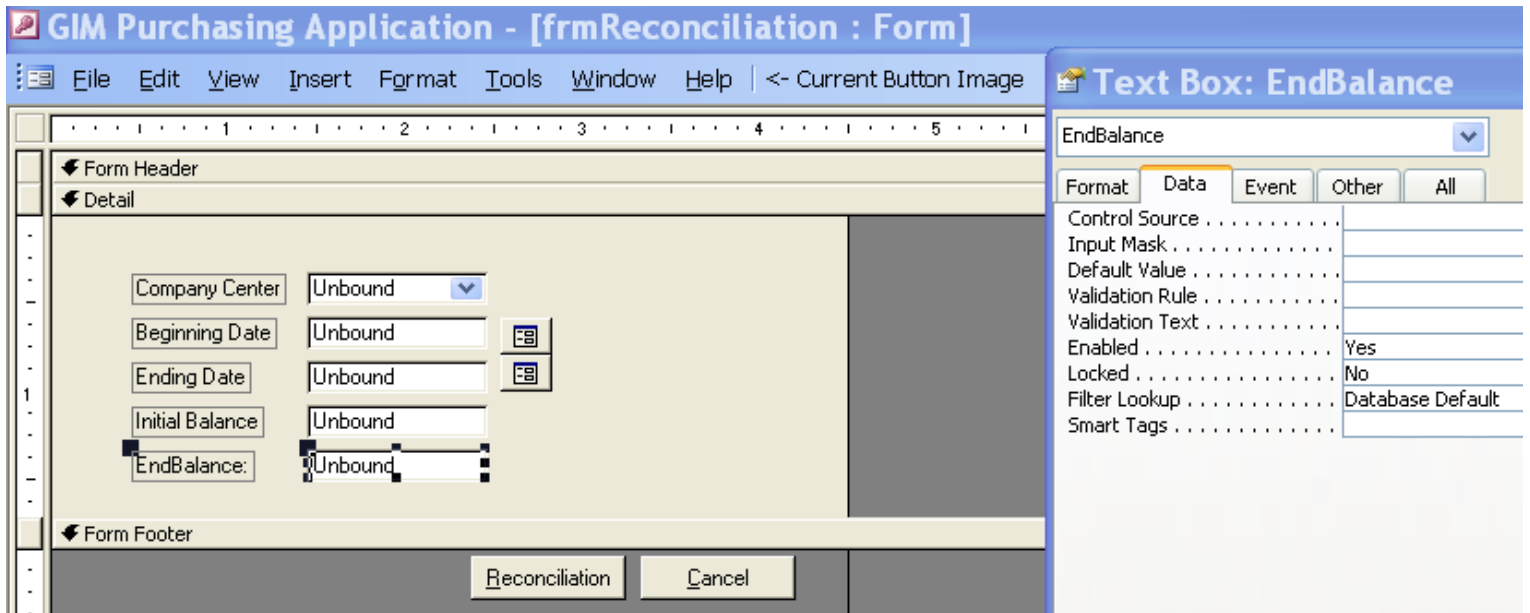 GIM Purchasing Application - [frmReconciliation : Form]
File Edit View Insert Format Tools Window Help <- Current Button Image
1 2 3 4 5
Form Header
Detail
Company Center Unbound
Beginning Date Unbound
Ending Date Unbound
1
Initial Balance Unbound
EndBalance: Unbound
Form Footer
Reconciliation Cancel
Text Box: EndBalance
EndBalance
Format Data Event Other All
Control Source . . . . . . . . . . .
Input Mask . . . . . . . . . . . . .
Default Value . . . . . . . . . . . .
Validation Rule . . . . . . . . . . .
Validation Text . . . . . . . . . . .
Enabled . . . . . . . . . . . . . . . Yes
Locked . . . . . . . . . . . . . . . . No
Filter Lookup . . . . . . . . . . . . Database Default
Smart Tags . . . . . . . . . . . . .